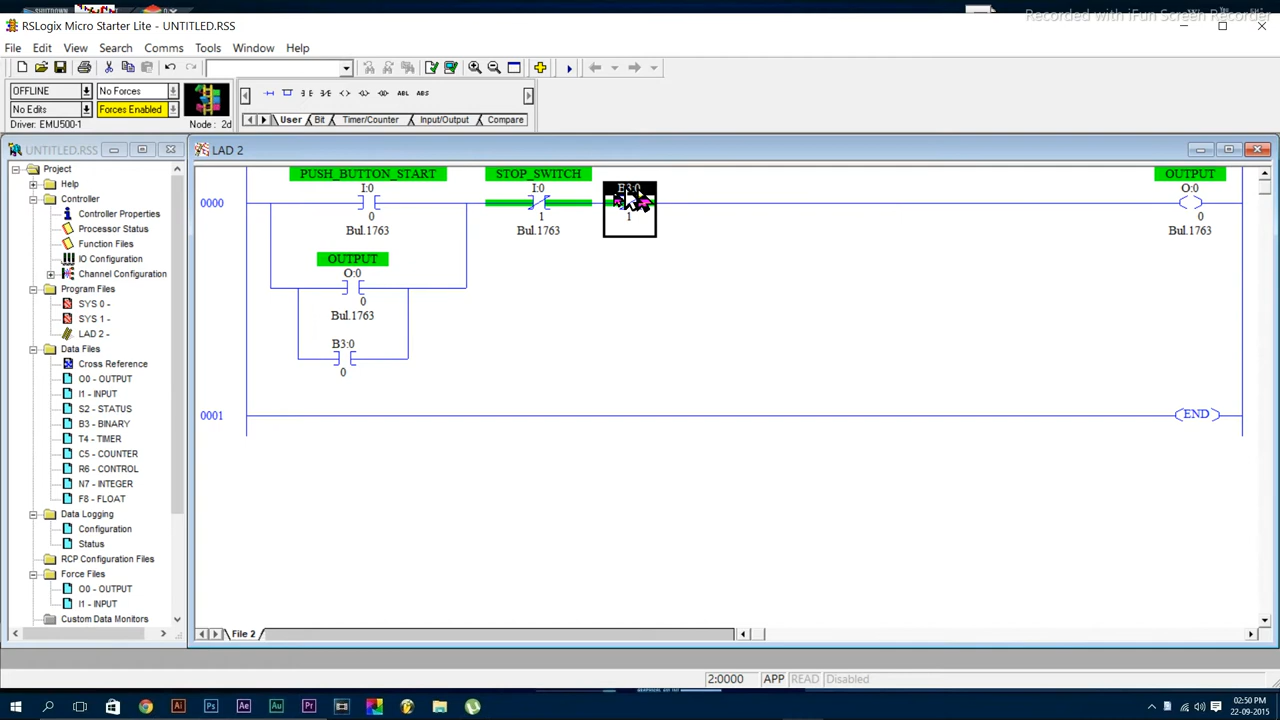 Recorded with iFun Screen Recorder
RSLogix Micro Starter Lite - UNTITLED.RSS
File Edit View Search Comms Tools Window Help
OFFLINE
No Forces
No Edits
Forces Enabled
Driver: EMU500-1
Node : 2d
ABL ABS
User Bit Timer/Counter Input/Output Compare
UNTITLED.RSS
LAD 2
Project
Help
Controller
Controller Properties
Processor Status
Function Files
IO Configuration
Channel Configuration
Program Files
SYS 0 -
SYS 1 -
LAD 2 -
Data Files
Cross Reference
O0 - OUTPUT
I1 - INPUT
S2 - STATUS
B3 - BINARY
T4 - TIMER
C5 - COUNTER
R6 - CONTROL
N7 - INTEGER
F8 - FLOAT
Data Logging
Configuration
Status
RCP Configuration Files
Force Files
O0 - OUTPUT
I1 - INPUT
Custom Data Monitors
PUSH_BUTTON_START STOP_SWITCH OUTPUT
I:0 I:0 B3:0 O:0
0000
0 1 1 0
Bul.1763 Bul.1763 Bul.1763
OUTPUT
O:0
0
Bul.1763
B3:0
0
0001
END
File 2
2:0000 APP READ Disabled
02:50 PM
22-09-2015